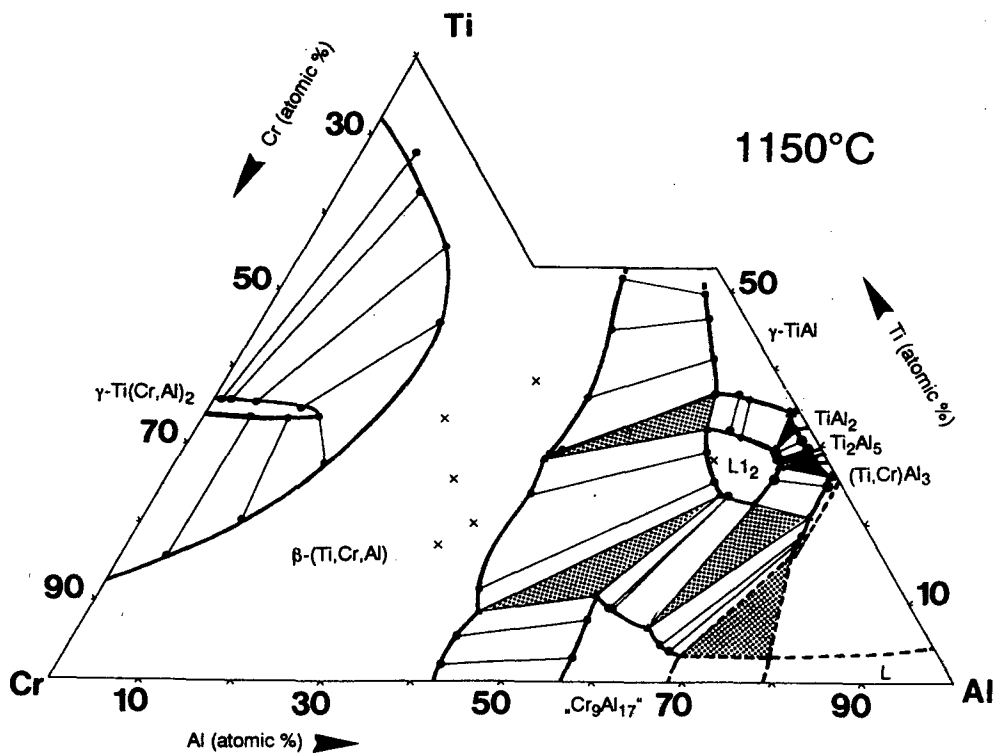 Ti
Cr (atomic %)
30
1150°C
50
50
γ-TiAl
Ti (atomic %)
γ-Ti(Cr,Al)2
TiAl2
70
Ti2Al5
L12
(Ti,Cr)Al3
β-(Ti,Cr,Al)
90
10
L
Cr
Al
10
30
50
„Cr9Al17“
70
90
Al (atomic %)